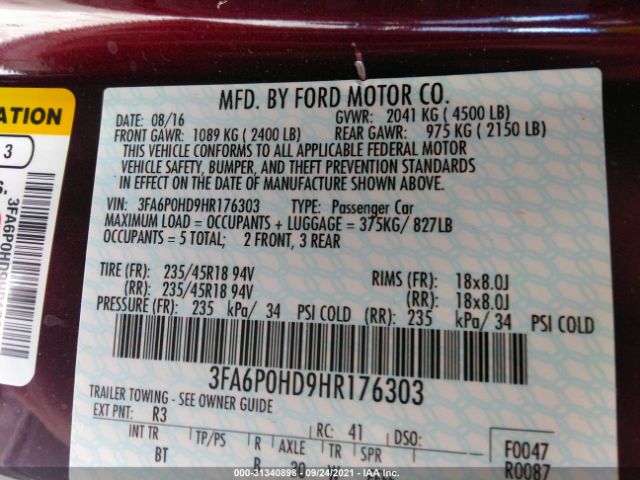 MFD. BY FORD MOTOR CO.
DATE: 08/16 GVWR: 2041 KG ( 4500 LB)
FRONT GAWR: 1089 KG ( 2400 LB) REAR GAWR: 975 KG ( 2150 LB)
THIS VEHICLE CONFORMS TO ALL APPLICABLE FEDERAL MOTOR
VEHICLE SAFETY, BUMPER, AND THEFT PREVENTION STANDARDS
IN EFFECT ON THE DATE OF MANUFACTURE SHOWN ABOVE.
VIN: 3FA6P0HD9HR176303 TYPE: Passenger Car
MAXIMUM LOAD = OCCUPANTS + LUGGAGE = 375KG/ 827LB
OCCUPANTS = 5 TOTAL; 2 FRONT, 3 REAR
TIRE (FR): 235/45R18 94V RIMS (FR): 18x8.0J
(RR): 235/45R18 94V (RR): 18x8.0J
PRESSURE (FR): 235 kPa/ 34 PSI COLD (RR): 235 kPa/ 34 PSI COLD
3FA6P0HD9HR176303
TRAILER TOWING - SEE OWNER GUIDE
EXT PNT: R3 RC: 41 DSO:
INT TR TP/PS R AXLE TR SPR F0047
BT R0087
3
000-31340898 - 09/24/2021 - IAA